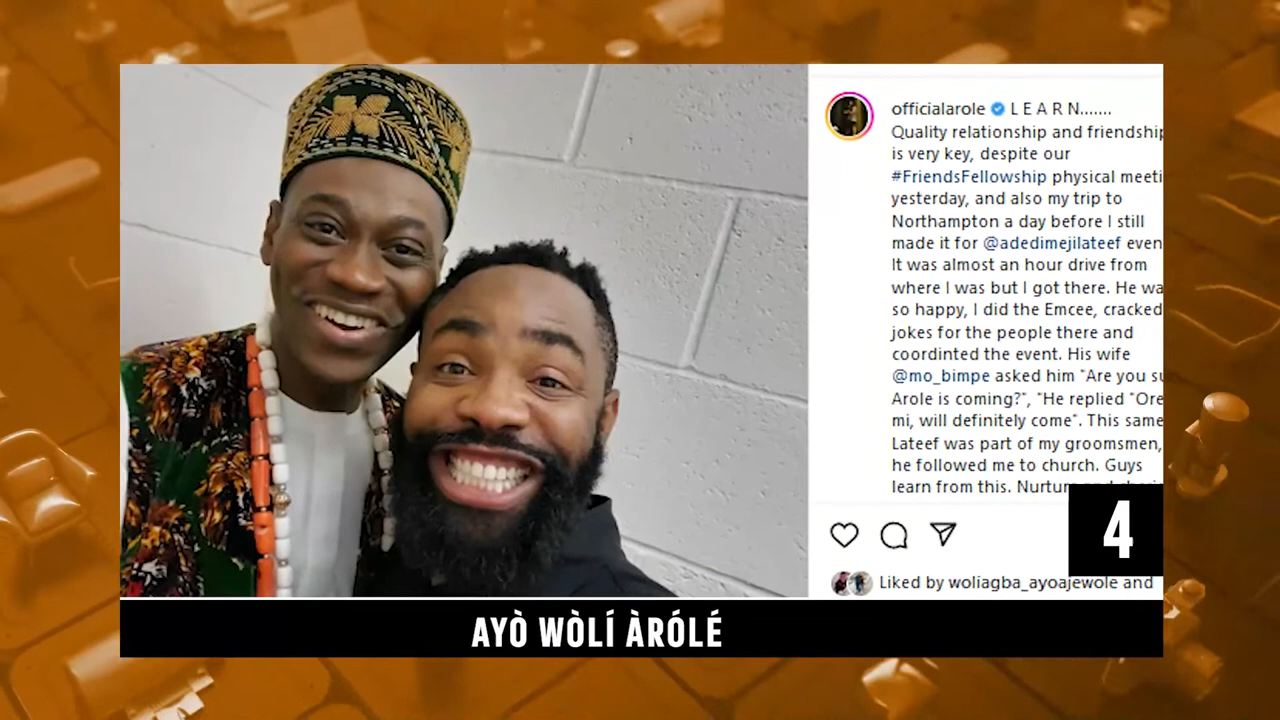 officialarole L E A R N.......
Quality relationship and friendship
is very key, despite our
#FriendsFellowship physical meeti
yesterday, and also my trip to
Northampton a day before I still
made it for @adedimejilateef even
It was almost an hour drive from
where I was but I got there. He wa
so happy, I did the Emcee, cracked
jokes for the people there and
coordinted the event. His wife
@mo_bimpe asked him "Are you su
Arole is coming?", "He replied "Ore
mi, will definitely come". This same
Lateef was part of my groomsmen,
he followed me to church. Guys
learn from this. Nurture
4
Liked by woliagba_ayoajewole and
AYÒ WÒLÍ ÀRÓLÉ